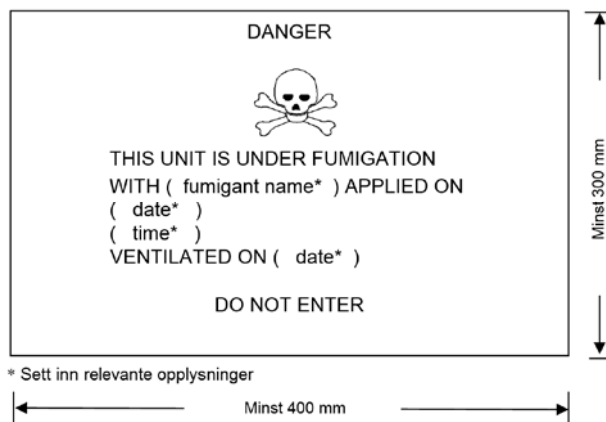 DANGER
THIS UNIT IS UNDER FUMIGATION
WITH ( fumigant name* ) APPLIED ON
( date* )
( time* )
VENTILATED ON ( date* )
DO NOT ENTER
Minst 300 mm
* Sett inn relevante opplysninger
Minst 400 mm